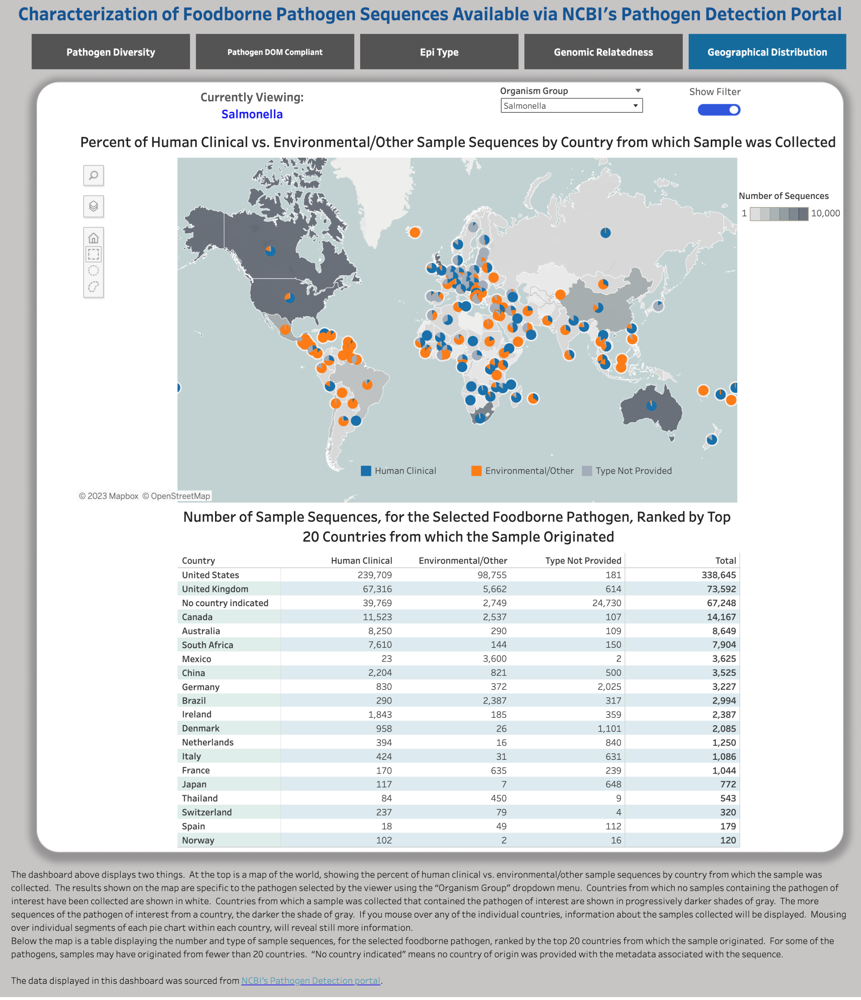 Characterization of Foodborne Pathogen Sequences Available via NCBI's Pathogen Detection Portal
Pathogen Diversity
Pathogen DOM Compliant
Epi Type
Genomic Relatedness
Geographical Distribution
Currently Viewing:
Salmonella
Organism Group
Salmonella
Show Filter
Percent of Human Clinical vs. Environmental/Other Sample Sequences by Country from which Sample was Collected
Number of Sequences
1 10,000
Human Clinical Environmental/Other Type Not Provided
© 2023 Mapbox © OpenStreetMap
Number of Sample Sequences, for the Selected Foodborne Pathogen, Ranked by Top
20 Countries from which the Sample Originated
Country Human Clinical Environmental/Other Type Not Provided Total
United States 239,709 98,755 181 338,645
United Kingdom 67,316 5,662 614 73,592
No country indicated 39,769 2,749 24,730 67,248
Canada 11,523 2,537 107 14,167
Australia 8,250 290 109 8,649
South Africa 7,610 144 150 7,904
Mexico 23 3,600 2 3,625
China 2,204 821 500 3,525
Germany 830 372 2,025 3,227
Brazil 290 2,387 317 2,994
Ireland 1,843 185 359 2,387
Denmark 958 26 1,101 2,085
Netherlands 394 16 840 1,250
Italy 424 31 631 1,086
France 170 635 239 1,044
Japan 117 7 648 772
Thailand 84 450 9 543
Switzerland 237 79 4 320
Spain 18 49 112 179
Norway 102 2 16 120
The dashboard above displays two things. At the top is a map of the world, showing the percent of human clinical vs. environmental/other sample sequences by country from which the sample was
collected. The results shown on the map are specific to the pathogen selected by the viewer using the “Organism Group” dropdown menu. Countries from which no samples containing the pathogen of
interest have been collected are shown in white. Countries from which a sample was collected that contained the pathogen of interest are shown in progressively darker shades of gray. The more
sequences of the pathogen of interest from a country, the darker the shade of gray. If you mouse over any of the individual countries, information about the samples collected will be displayed. Mousing
over individual segments of each pie chart within each country, will reveal still more information.
Below the map is a table displaying the number and type of sample sequences, for the selected foodborne pathogen, ranked by the top 20 countries from which the sample originated. For some of the
pathogens, samples may have originated from fewer than 20 countries. “No country indicated” means no country of origin was provided with the metadata associated with the sequence.
The data displayed in this dashboard was sourced from NCBI's Pathogen Detection portal.